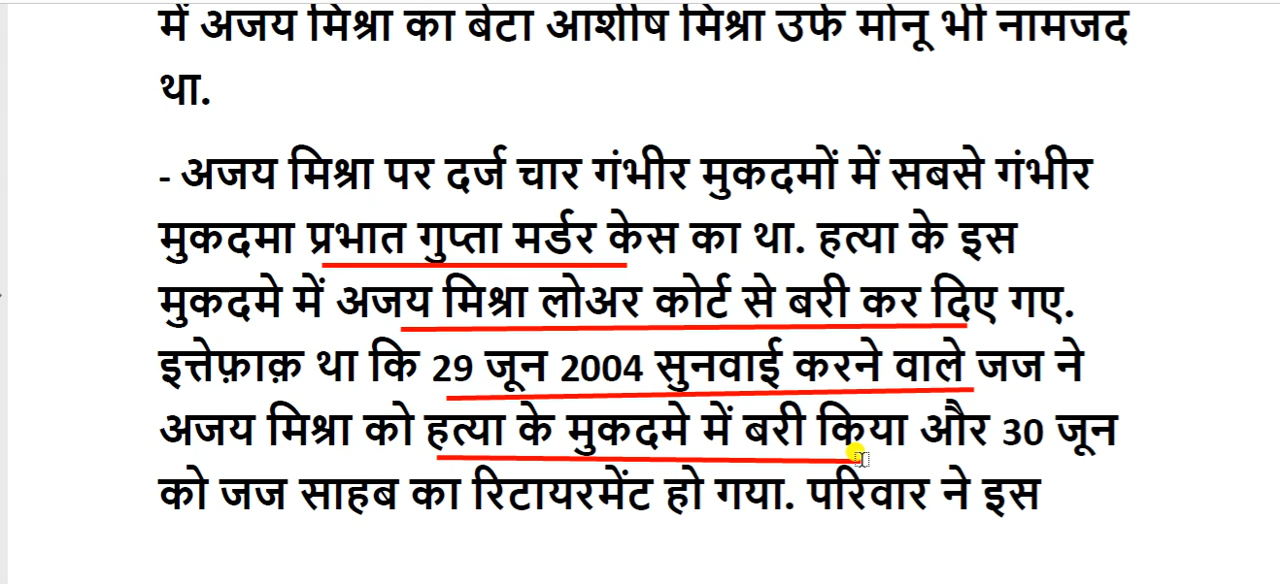 में अजय मिश्रा का बेटा आशीष मिश्रा उर्फ मोनू भी नामजद
था.
- अजय मिश्रा पर दर्ज चार गंभीर मुकदमों में सबसे गंभीर
मुकदमा प्रभात गुप्ता मर्डर केस का था. हत्या के इस
मुकदमे में अजय मिश्रा लोअर कोर्ट से बरी कर दिए गए.
इत्तेफ़ाक़ था कि 29 जून 2004 सुनवाई करने वाले जज ने
अजय मिश्रा को हत्या के मुकदमे में बरी किया और 30 जून
को जज साहब का रिटायरमेंट हो गया. परिवार ने इस